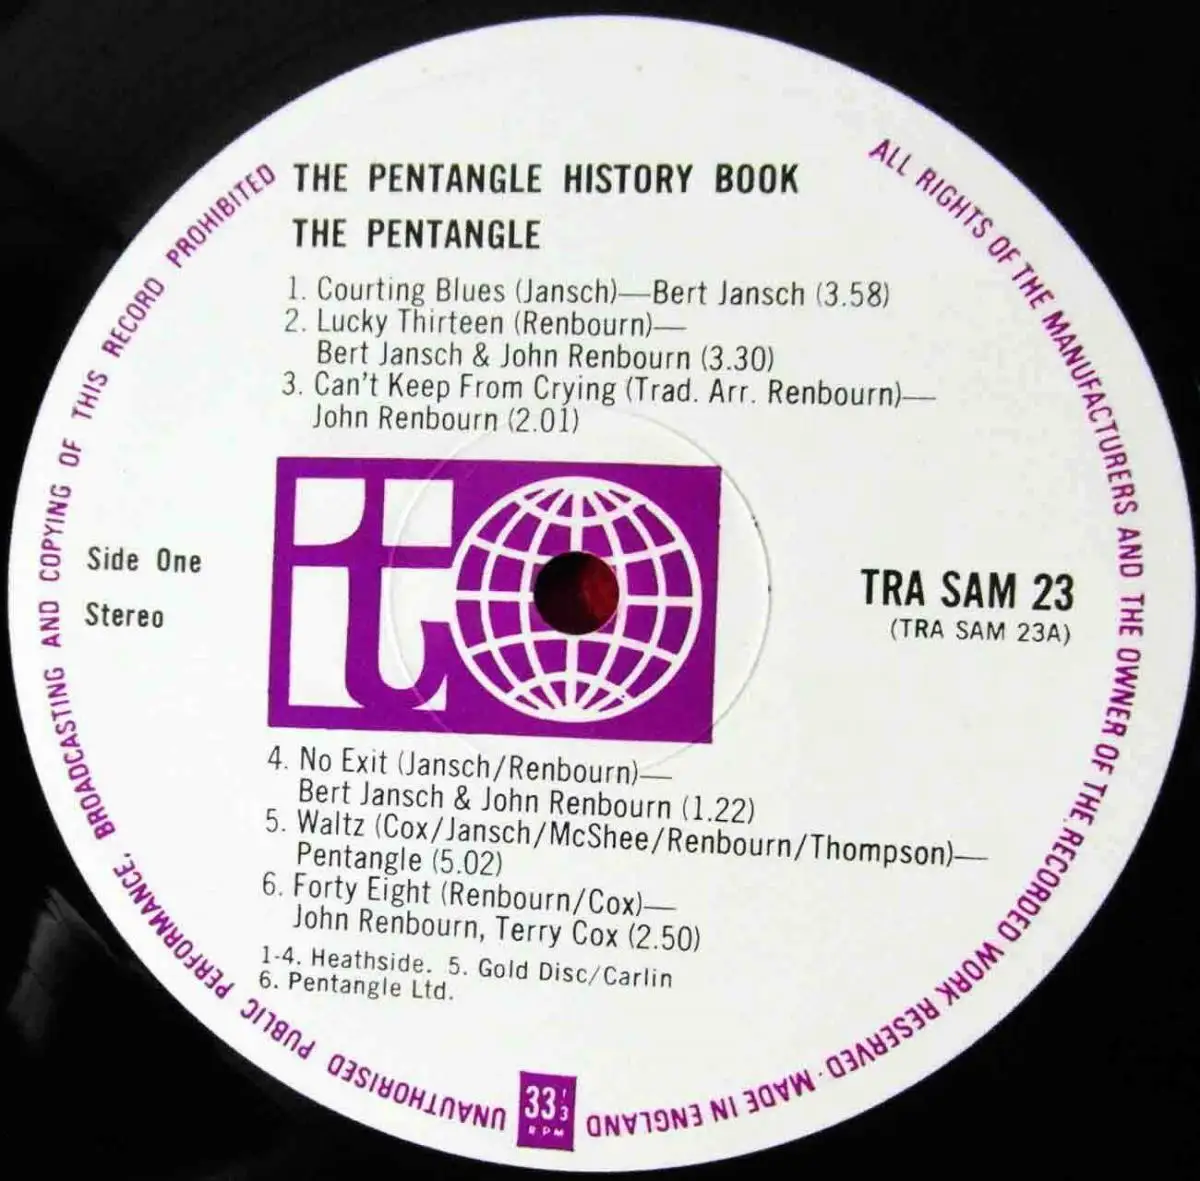 THE PENTANGLE HISTORY BOOK
THE PENTANGLE
1. Courting Blues (Jansch)—Bert Jansch (3.58)
2. Lucky Thirteen (Renbourn)—
Bert Jansch & John Renbourn (3.30)
3. Can't Keep From Crying (Trad. Arr. Renbourn)—
John Renbourn (2.01)
Side One
Stereo
t
TRA SAM 23
(TRA SAM 23A)
4. No Exit (Jansch/Renbourn)—
Bert Jansch & John Renbourn (1.22)
5. Waltz (Cox/Jansch/McShee/Renbourn/Thompson)—
Pentangle (5.02)
6. Forty Eight (Renbourn/Cox)—
John Renbourn, Terry Cox (2.50)
1-4. Heathside. 5. Gold Disc/Carlin
6. Pentangle Ltd.
33 1/3
RPM
ALL RIGHTS OF THE MANUFACTURERS AND THE OWNER OF THE RECORDED WORK RESERVED · MADE IN ENGLAND
UNAUTHORISED PUBLIC PERFORMANCE, BROADCASTING AND COPYING OF THIS RECORD PROHIBITED